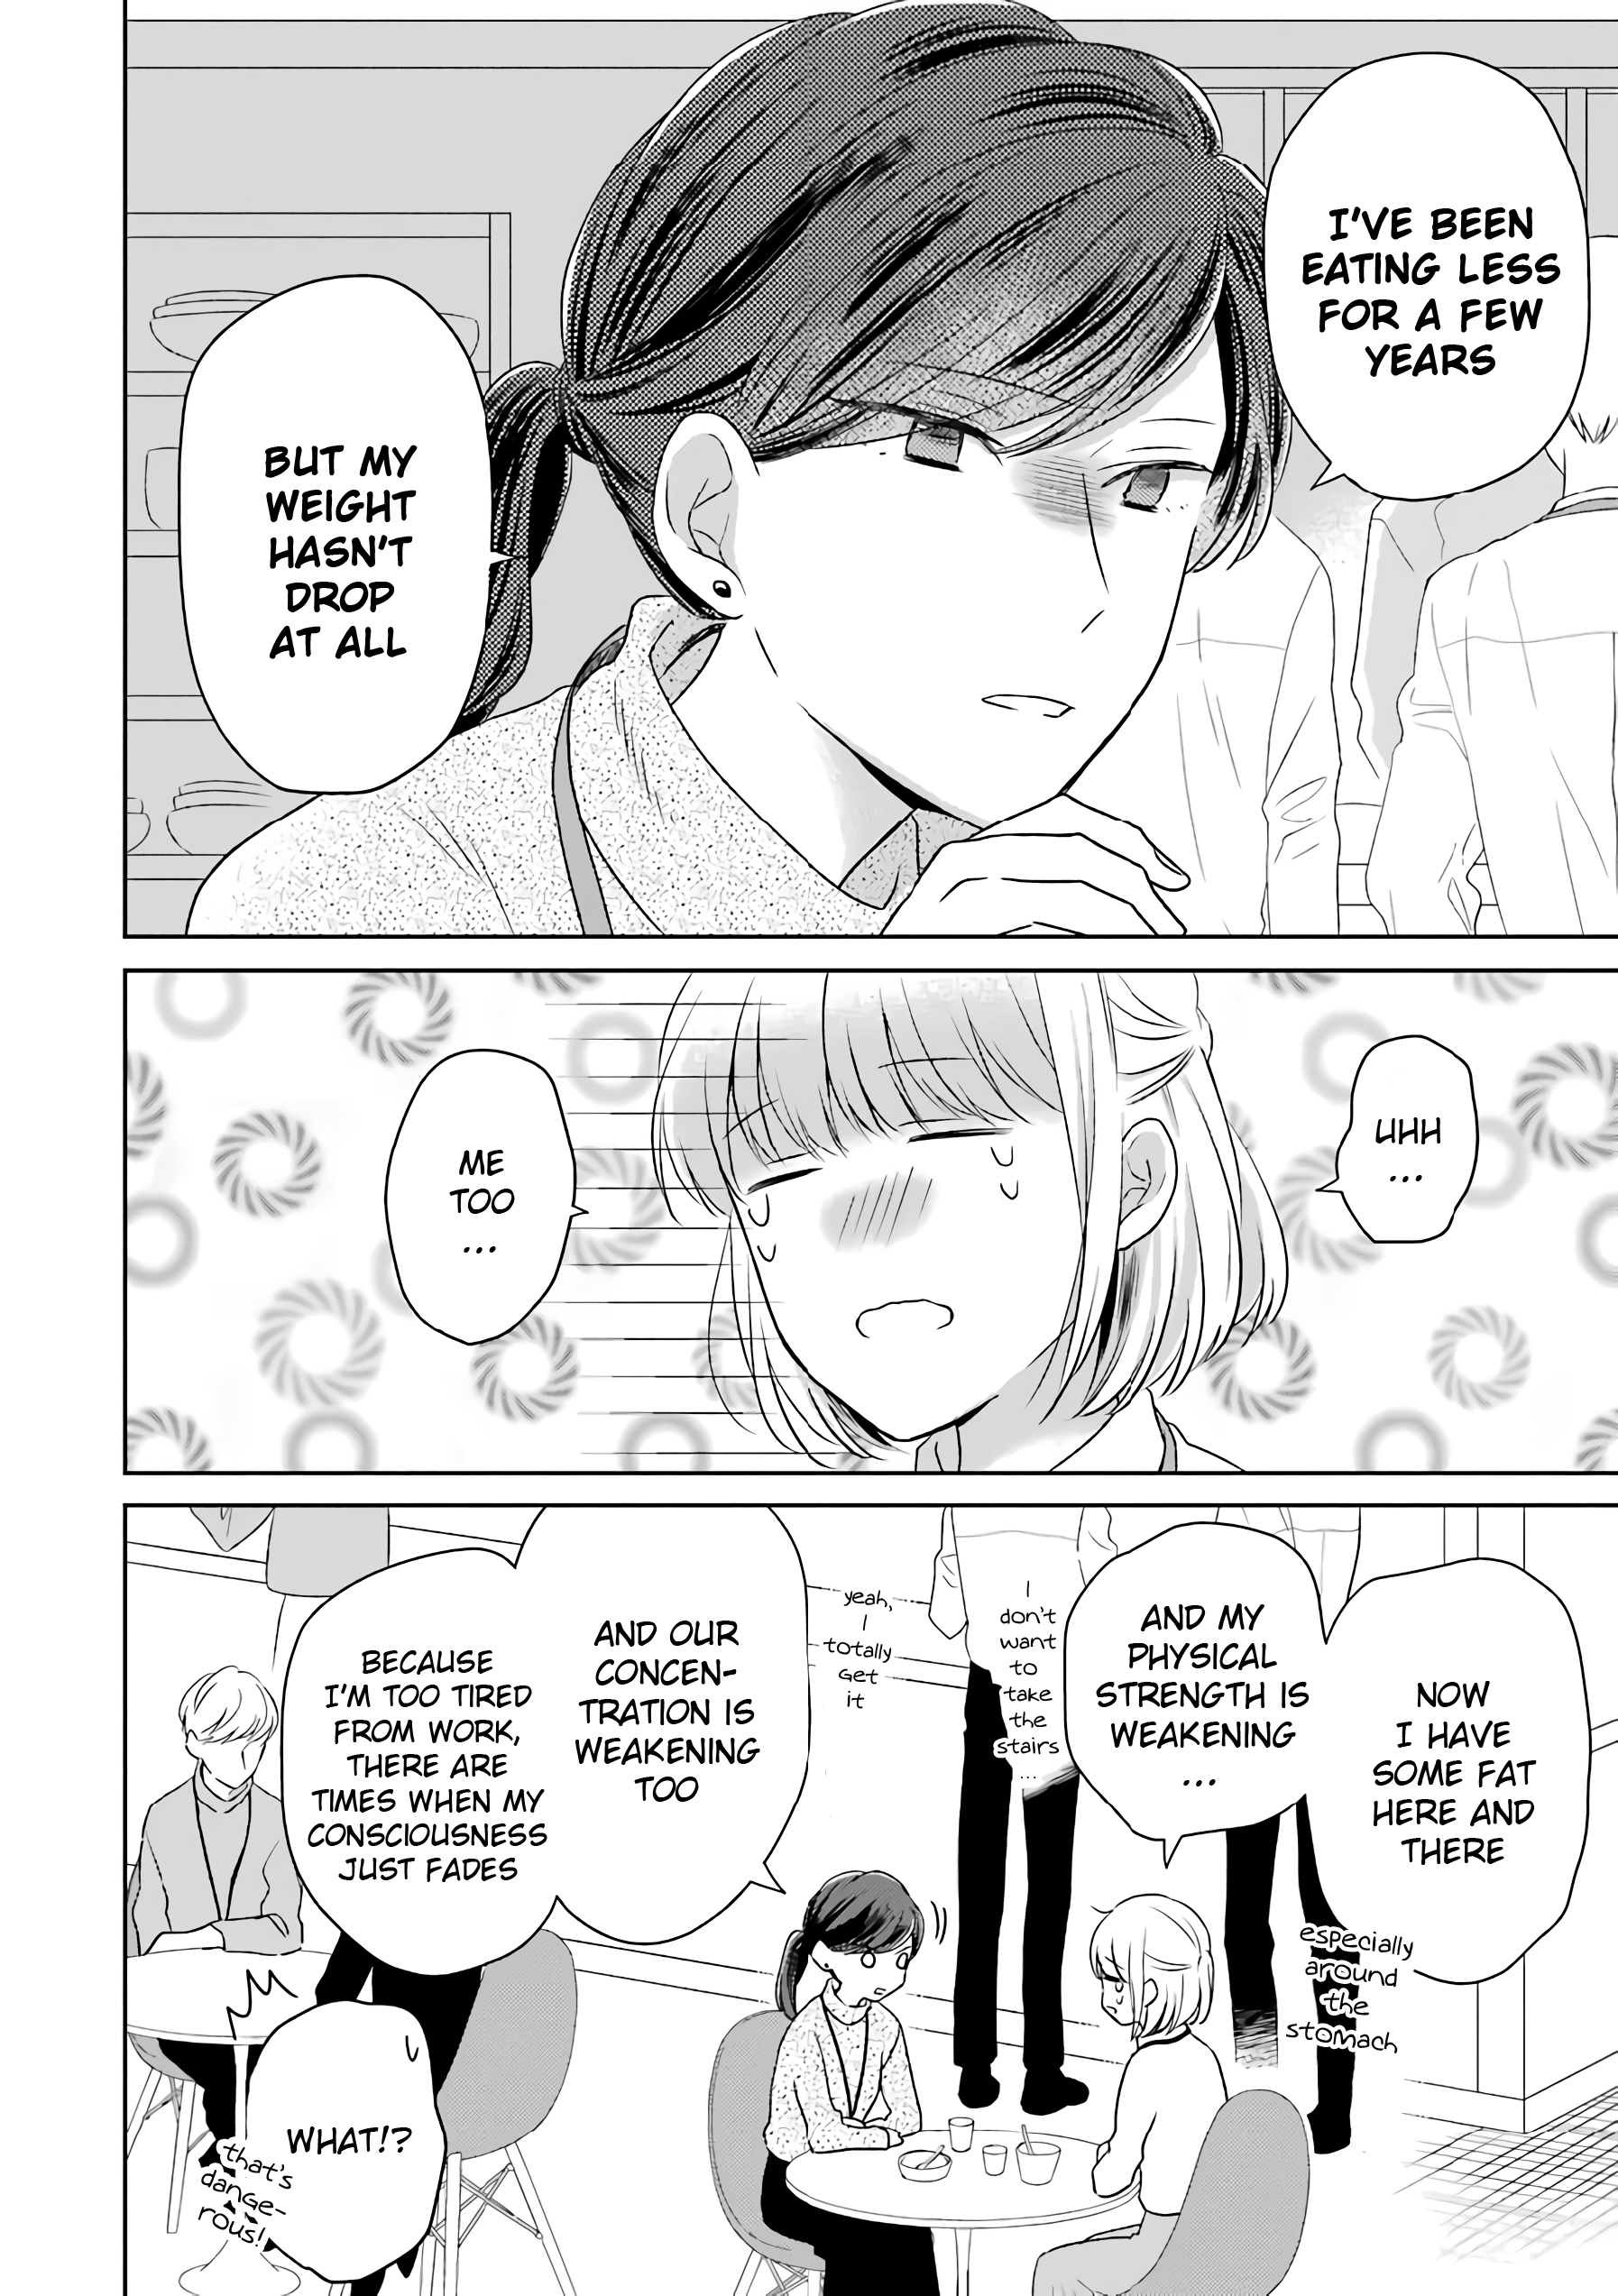 I'VE BEEN
EATING LESS
FOR A FEW
YEARS
BUT MY
WEIGHT
HASN'T
DROP
AT ALL
UHH
...
ME
TOO
...
NOW
I HAVE
SOME FAT
HERE AND
THERE
especially
around
the
stomach
AND MY
PHYSICAL
STRENGTH IS
WEAKENING
...
I
don't
want
to
take
the
stairs
...
yeah,
I
totally
get
it
AND OUR
CONCEN-
TRATION IS
WEAKENING
TOO
BECAUSE
I'M TOO TIRED
FROM WORK,
THERE ARE
TIMES WHEN MY
CONSCIOUSNESS
JUST FADES
WHAT!?
that's
dange-
rous!